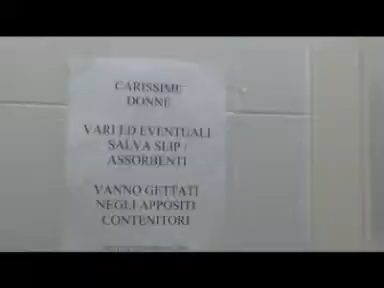 CARISSIME
DONNE
VARI ED EVENTUALI
SALVA SLIP /
ASSORBENTI
VANNO GETTATI
NEGLI APPOSITI
CONTENITORI